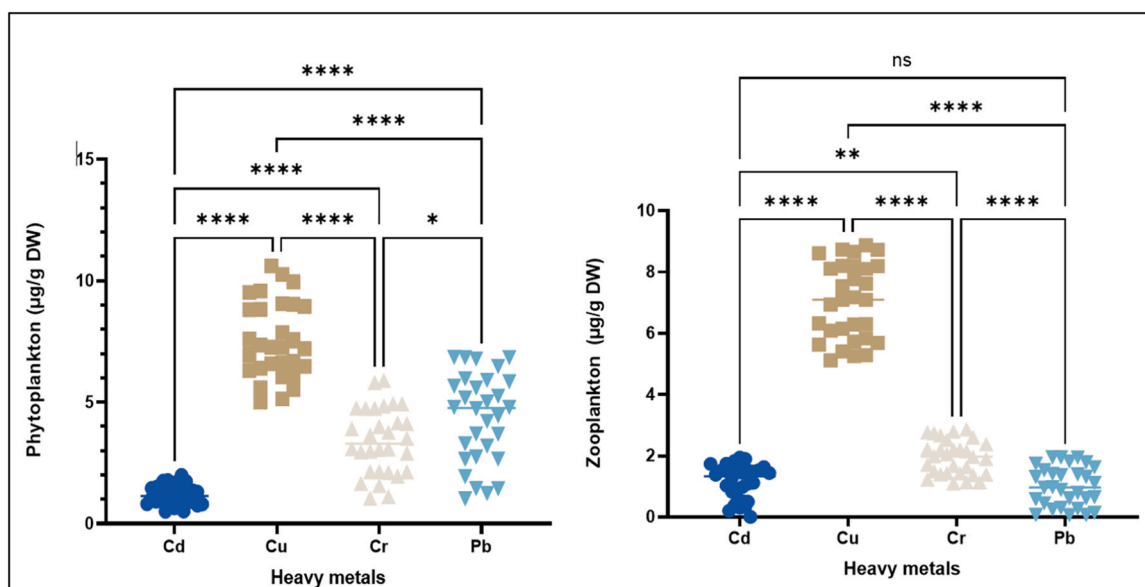 ****
****
****
**** **** *
Phytoplankton (µg/g DW)
15
10
5
0
Cd Cu Cr Pb
Heavy metals
ns
****
**
**** **** ****
Zooplankton (µg/g DW)
10
8
6
4
2
0
Cd Cu Cr Pb
Heavy metals